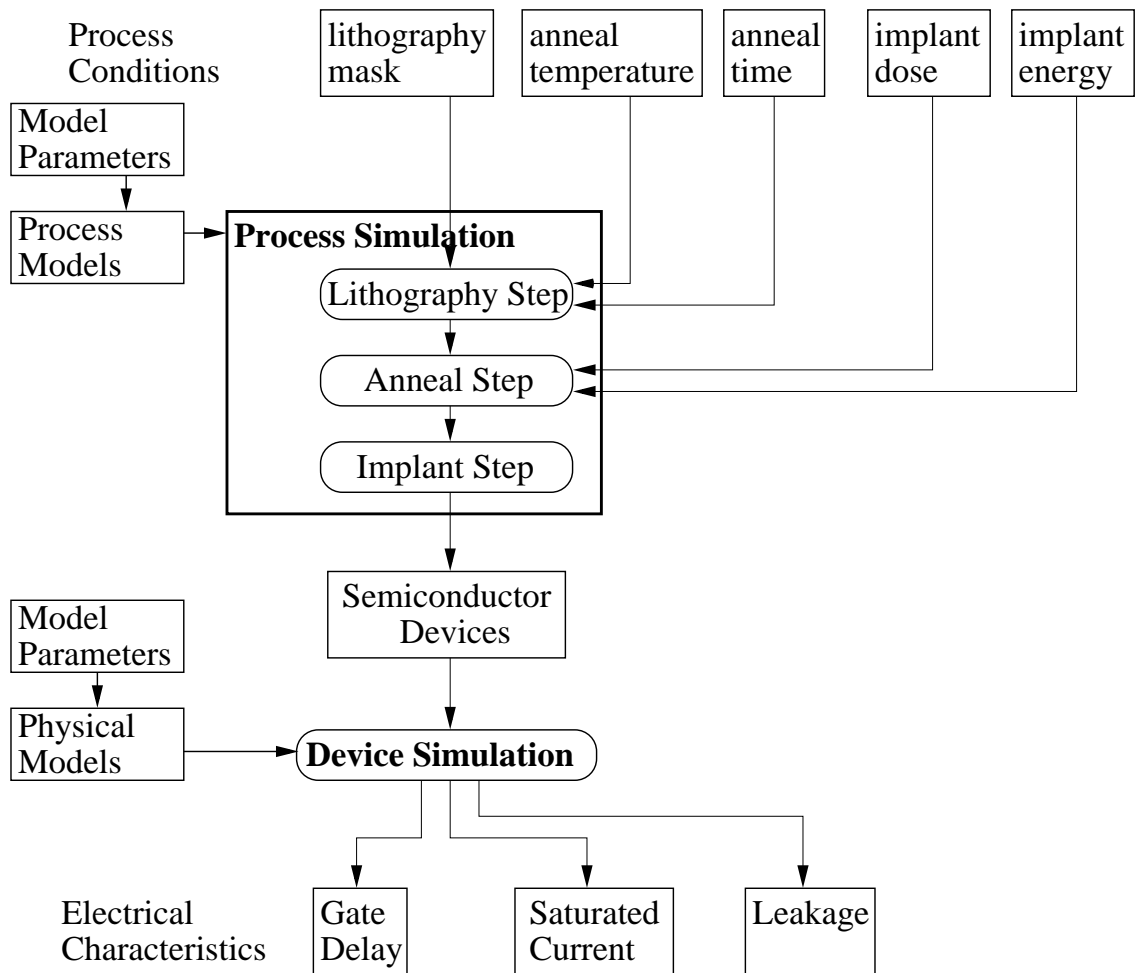 Process
Conditions
lithography
mask
anneal
temperature
anneal
time
implant
dose
implant
energy
Model
Parameters
Process
Models
Process Simulation
Lithography Step
Anneal Step
Implant Step
Semiconductor
Devices
Model
Parameters
Physical
Models
Device Simulation
Electrical
Characteristics
Gate
Delay
Saturated
Current
Leakage